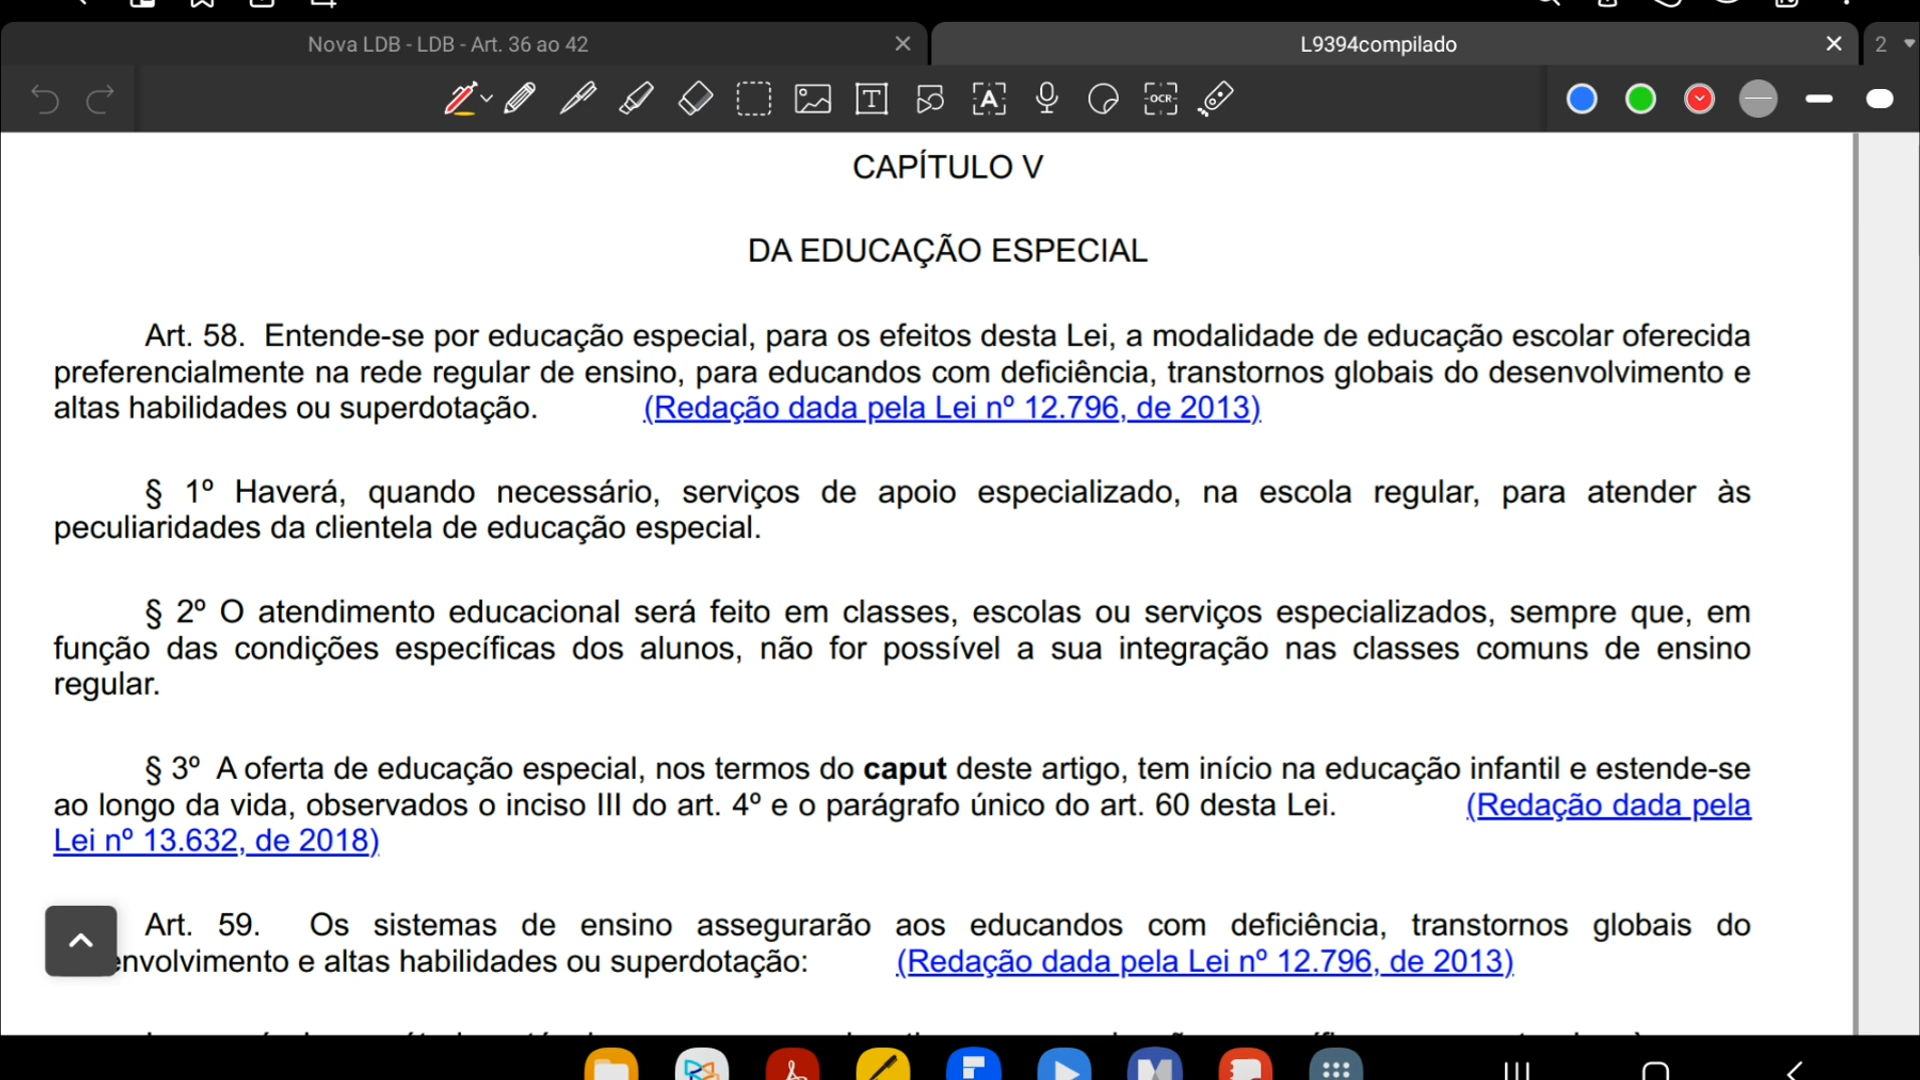 Nova LDB - LDB - Art. 36 ao 42
L9394compilado
2
T
A
OCR
CAPÍTULO V
DA EDUCAÇÃO ESPECIAL
Art. 58. Entende-se por educação especial, para os efeitos desta Lei, a modalidade de educação escolar oferecida
preferencialmente na rede regular de ensino, para educandos com deficiência, transtornos globais do desenvolvimento e
altas habilidades ou superdotação. (Redação dada pela Lei nº 12.796, de 2013)
§ 1º Haverá, quando necessário, serviços de apoio especializado, na escola regular, para atender às
peculiaridades da clientela de educação especial.
§ 2º O atendimento educacional será feito em classes, escolas ou serviços especializados, sempre que, em
função das condições específicas dos alunos, não for possível a sua integração nas classes comuns de ensino
regular.
§ 3º A oferta de educação especial, nos termos do caput deste artigo, tem início na educação infantil e estende-se
ao longo da vida, observados o inciso III do art. 4º e o parágrafo único do art. 60 desta Lei. (Redação dada pela
Lei nº 13.632, de 2018)
Art. 59. Os sistemas de ensino assegurarão aos educandos com deficiência, transtornos globais do
envolvimento e altas habilidades ou superdotação: (Redação dada pela Lei nº 12.796, de 2013)